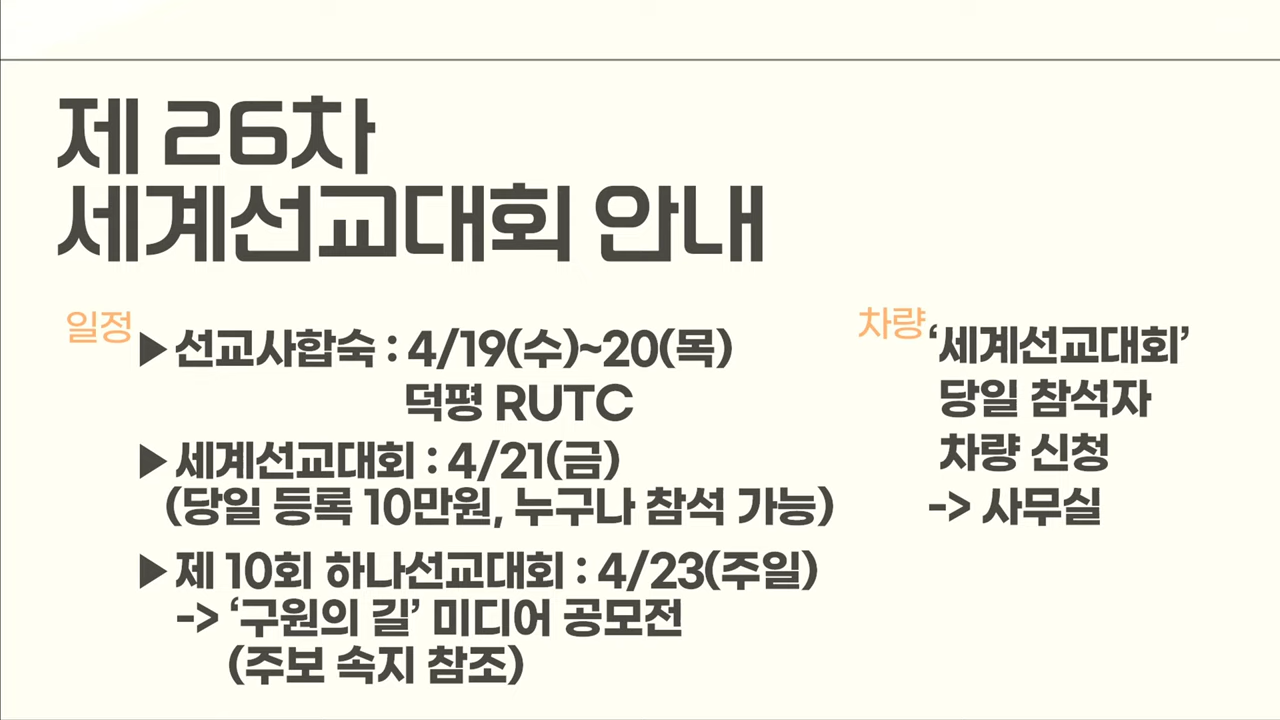 제 26차
세계선교대회 안내
일정
▶선교사합숙 : 4/19(수)~20(목)
덕평 RUTC
▶세계선교대회 : 4/21(금)
(당일 등록 10만원, 누구나 참석 가능)
▶제 10회 하나선교대회 : 4/23(주일)
-> ‘구원의 길’ 미디어 공모전
(주보 속지 참조)
차량
‘세계선교대회’
당일 참석자
차량 신청
-> 사무실